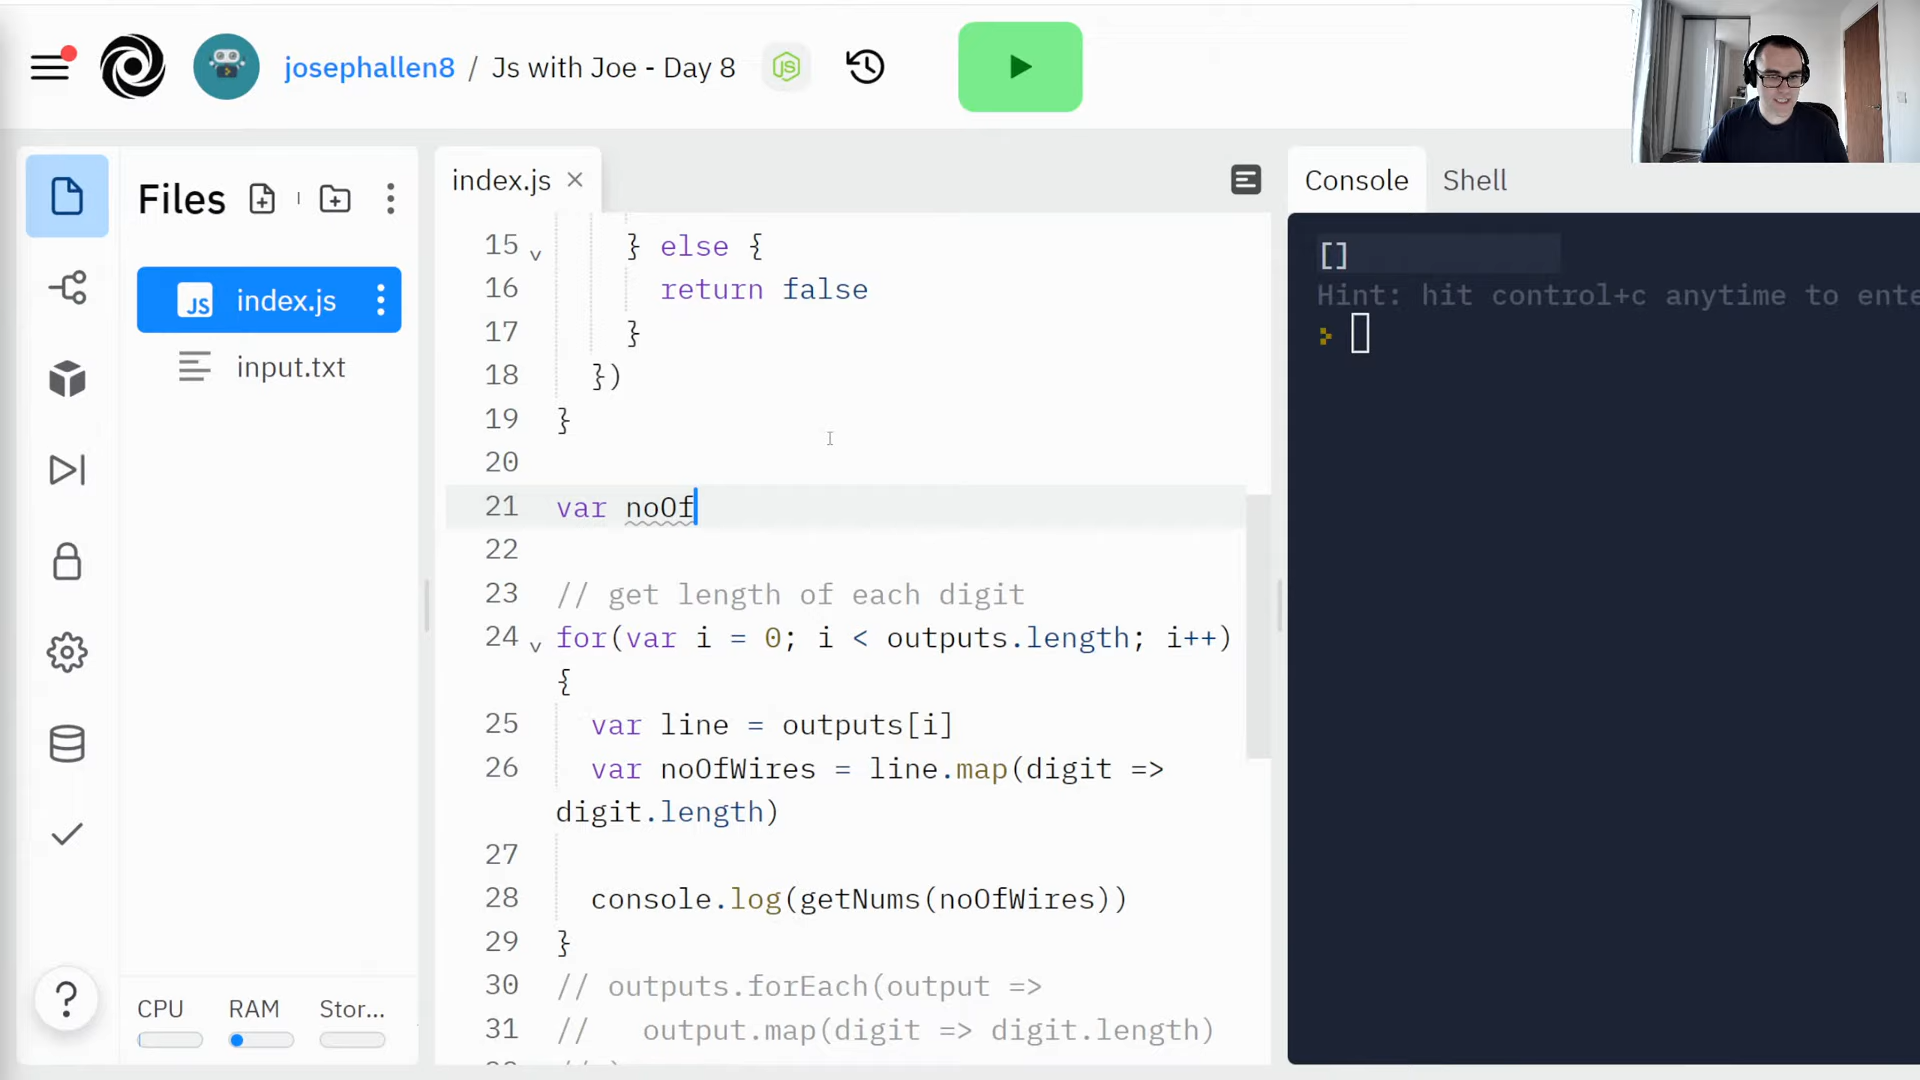 josephallen8 / Js with Joe - Day 8
Files
JS index.js
input.txt
CPU RAM Stor...
index.js
15 } else {
16 return false
17 }
18 })
19 }
20
21 var noOf
22
23 // get length of each digit
24 for(var i = 0; i < outputs.length; i++)
{
25 var line = outputs[i]
26 var noOfWires = line.map(digit =>
digit.length)
27
28 console.log(getNums(noOfWires))
29 }
30 // outputs.forEach(output =>
31 // output.map(digit => digit.length)
Console Shell
[]
Hint: hit control+c anytime to ente